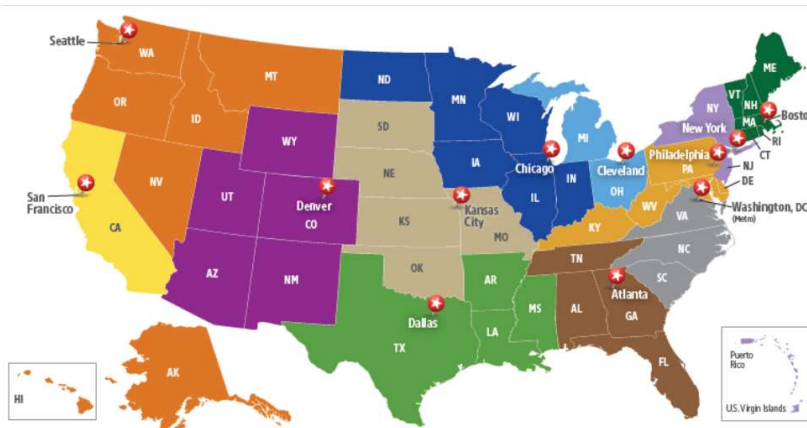 Seattle
WA
MT
ND
MN
ME
VT
NH
OR
ID
WY
SD
WI
MI
NY
MA
Bosto
New York
RI
CT
NV
UT
NE
IA
Chicago
Cleveland
Philadelphia
PA
NJ
DE
San
Francisco
CA
Denver
CO
KS
Kansas
City
MO
IL
IN
OH
WV
KY
VA
Washington, DC
(Metro)
AZ
NM
OK
AR
TN
NC
SC
Dallas
TX
LA
MS
AL
Atlanta
GA
FL
AK
HI
Puerto
Rico
U.S. Virgin Islands